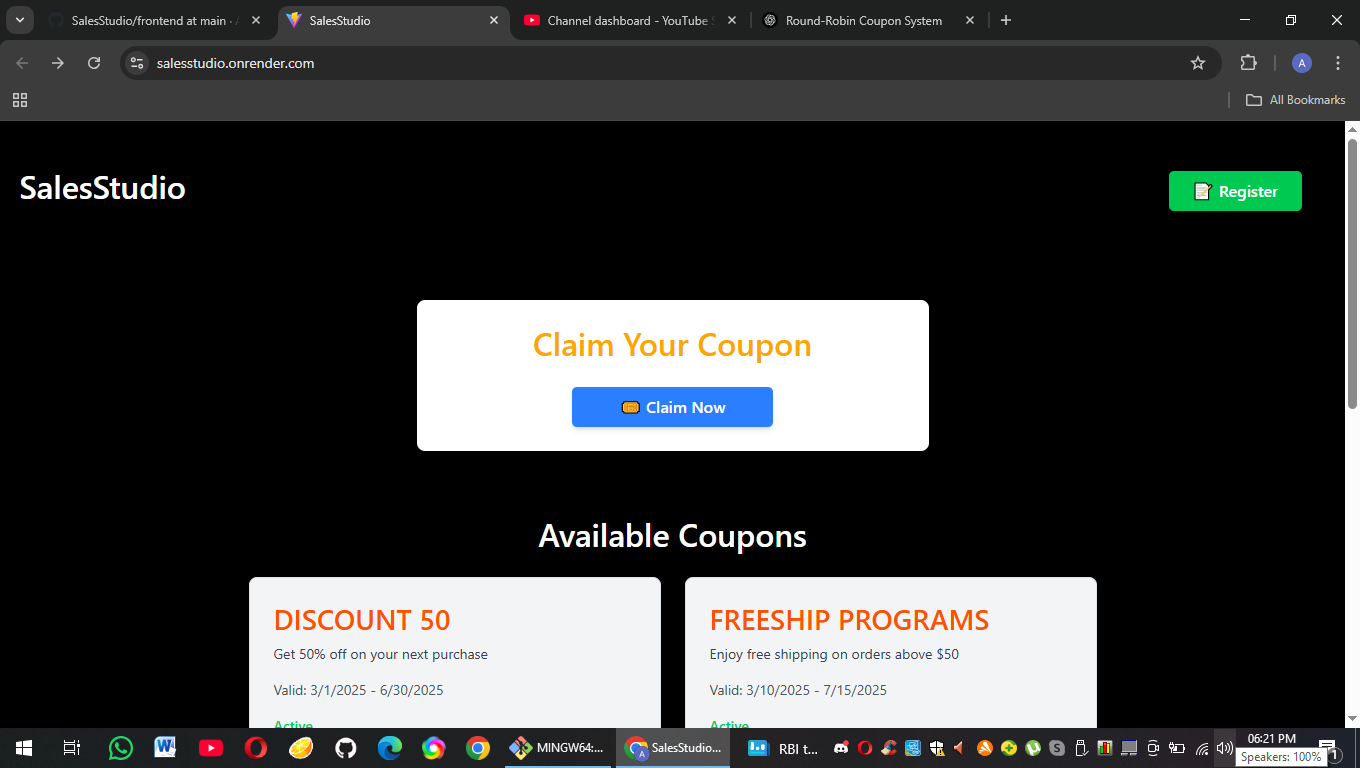 SalesStudio/frontend at main ·
SalesStudio
Channel dashboard - YouTube S
Round-Robin Coupon System
salesstudio.onrender.com
A
All Bookmarks
SalesStudio
Register
Claim Your Coupon
Claim Now
Available Coupons
DISCOUNT 50
Get 50% off on your next purchase
Valid: 3/1/2025 - 6/30/2025
Active
FREESHIP PROGRAMS
Enjoy free shipping on orders above $50
Valid: 3/10/2025 - 7/15/2025
Active
MINGW64:...
SalesStudio...
RBI t...
06:21 PM
Speakers: 100%
1